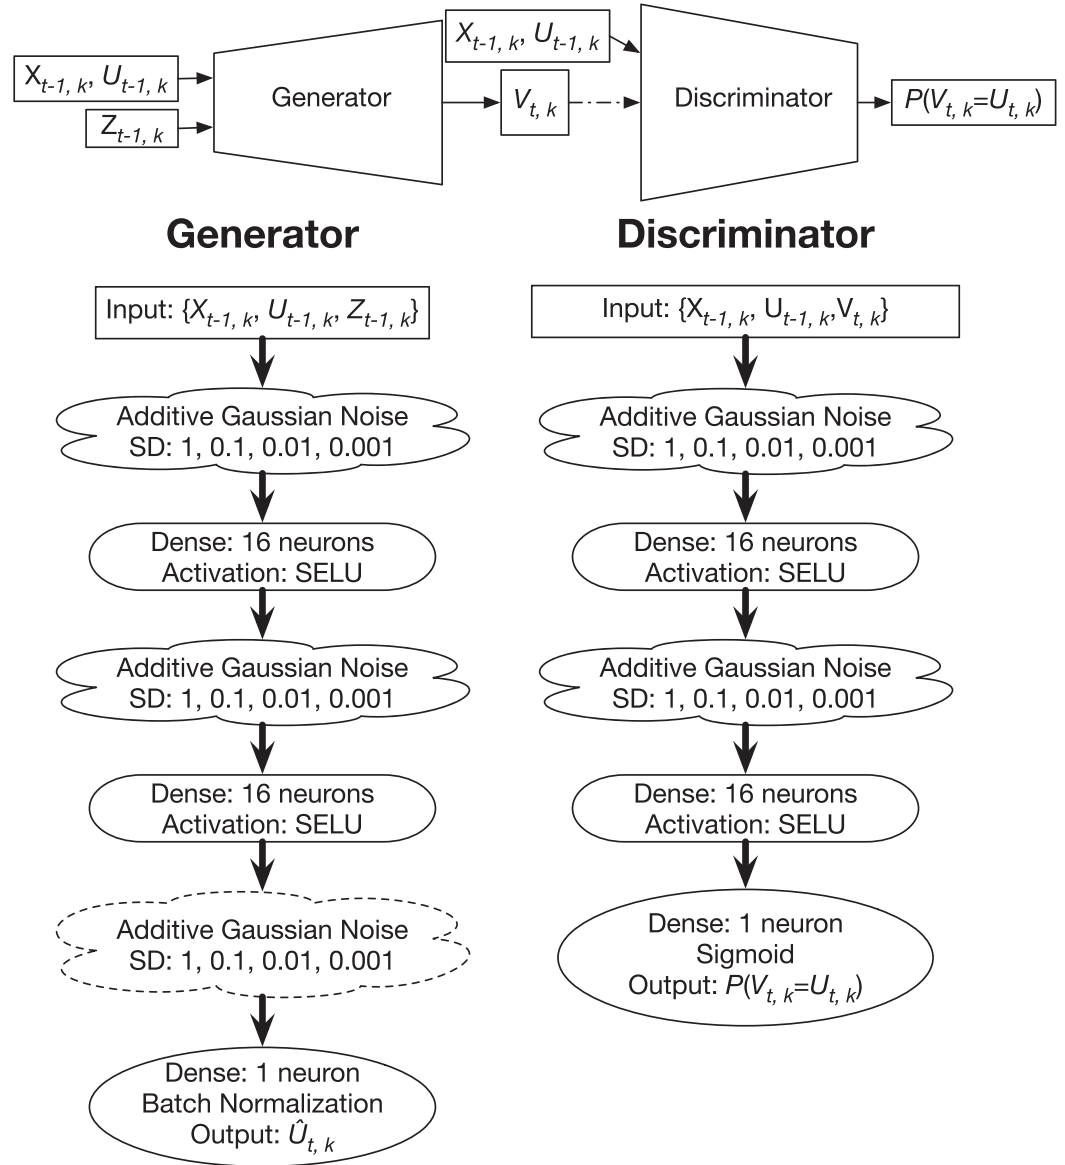 X_{t-1, k}, U_{t-1, k}
Z_{t-1, k}
Generator
X_{t-1, k}, U_{t-1, k}
V_{t, k}
Discriminator
P(V_{t, k}=U_{t, k})
Generator
Input: {X_{t-1, k}, U_{t-1, k}, Z_{t-1, k}}
Additive Gaussian Noise
SD: 1, 0.1, 0.01, 0.001
Dense: 16 neurons
Activation: SELU
Additive Gaussian Noise
SD: 1, 0.1, 0.01, 0.001
Dense: 16 neurons
Activation: SELU
Additive Gaussian Noise
SD: 1, 0.1, 0.01, 0.001
Dense: 1 neuron
Batch Normalization
Output: Û_{t, k}
Discriminator
Input: {X_{t-1, k}, U_{t-1, k},V_{t, k}}
Additive Gaussian Noise
SD: 1, 0.1, 0.01, 0.001
Dense: 16 neurons
Activation: SELU
Additive Gaussian Noise
SD: 1, 0.1, 0.01, 0.001
Dense: 16 neurons
Activation: SELU
Dense: 1 neuron
Sigmoid
Output: P(V_{t, k}=U_{t, k})